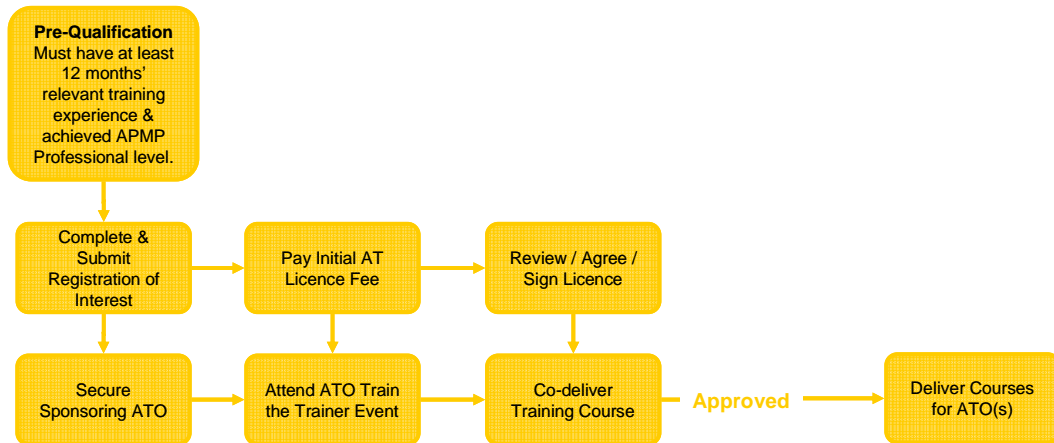 Pre-Qualification
Must have at least
12 months’
relevant training
experience &
achieved APMP
Professional level.
Complete &
Submit
Registration of
Interest
Pay Initial AT
Licence Fee
Review / Agree /
Sign Licence
Secure
Sponsoring ATO
Attend ATO Train
the Trainer Event
Co-deliver
Training Course
Approved
Deliver Courses
for ATO(s)